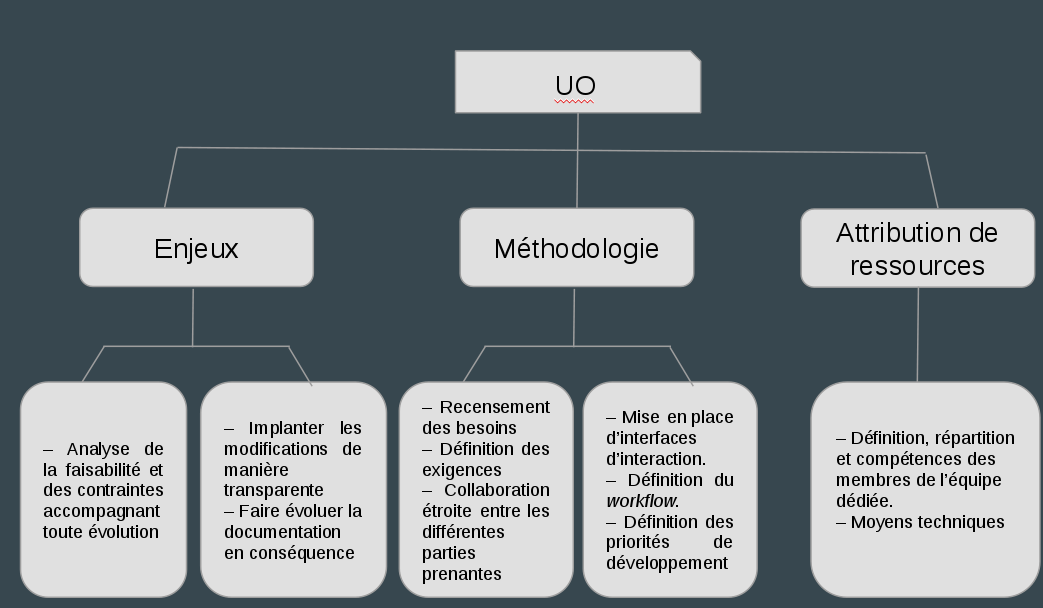 UO
Enjeux
Méthodologie
Attribution de
ressources
– Analyse de
la faisabilité et
des contraintes
accompagnant
toute évolution
– Implanter les
modifications de
manière
transparente
– Faire évoluer la
documentation
en conséquence
– Recensement
des besoins
– Définition des
exigences
– Collaboration
étroite entre les
différentes
parties
prenantes
– Mise en place
d’interfaces
d’interaction.
– Définition du
workflow.
– Définition des
priorités de
développement
– Définition, répartition
et compétences des
membres de l’équipe
dédiée.
– Moyens techniques